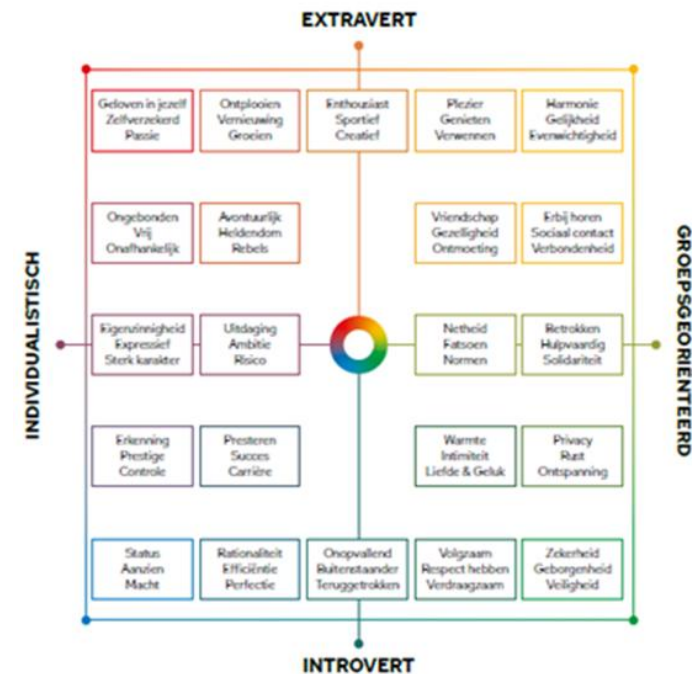 EXTRAVERT
Geloven in jezelf
Zelfverzekerd
Passie
Ontplooien
Vernieuwing
Groeien
Enthousiast
Sportief
Creatief
Plezier
Genieten
Verwennen
Harmonie
Gelijkheid
Evenwichtigheid
Ongebonden
Vrij
Onafhankelijk
Avontuurlijk
Heldendom
Rebels
Vriendschap
Gezelligheid
Ontmoeting
Erbij horen
Sociaal contact
Verbondenheid
INDIVIDUALISTISCH
Eigenzinnigheid
Expressief
Sterk karakter
Uitdaging
Ambitie
Risico
Netheid
Fatsoen
Normen
Betrokken
Hulpvaardig
Solidariteit
GROEPSGEORIENTEERD
Erkenning
Prestige
Controle
Presteren
Succes
Carrière
Warmte
Intimiteit
Liefde & Geluk
Privacy
Rust
Ontspanning
Status
Aanzien
Macht
Rationaliteit
Efficiëntie
Perfectie
Onopvallend
Buitenstaander
Teruggetrokken
Volgzaam
Respect hebben
Verdraagzaam
Zekerheid
Geborgenheid
Veiligheid
INTROVERT